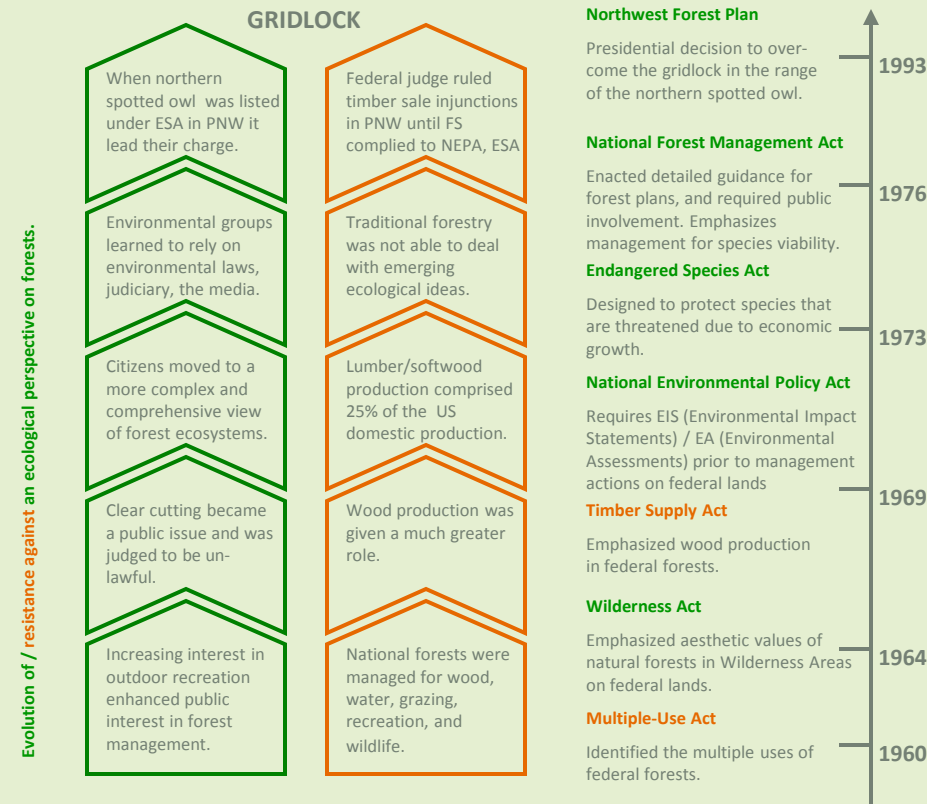 Evolution of / resistance against an ecological perspective on forests.
GRIDLOCK
When northern
spotted owl was listed
under ESA in PNW it
lead their charge.
Environmental groups
learned to rely on
environmental laws,
judiciary, the media.
Citizens moved to a
more complex and
comprehensive view
of forest ecosystems.
Clear cutting became
a public issue and was
judged to be un-
lawful.
Increasing interest in
outdoor recreation
enhanced public
interest in forest
management.
Federal judge ruled
timber sale injunctions
in PNW until FS
complied to NEPA, ESA
Traditional forestry
was not able to deal
with emerging
ecological ideas.
Lumber/softwood
production comprised
25% of the US
domestic production.
Wood production was
given a much greater
role.
National forests were
managed for wood,
water, grazing,
recreation, and
wildlife.
Northwest Forest Plan
Presidential decision to over-
come the gridlock in the range
of the northern spotted owl.
1993
National Forest Management Act
Enacted detailed guidance for
forest plans, and required public
involvement. Emphasizes
management for species viability.
1976
Endangered Species Act
Designed to protect species that
are threatened due to economic
growth.
1973
National Environmental Policy Act
Requires EIS (Environmental Impact
Statements) / EA (Environmental
Assessments) prior to management
actions on federal lands
1969
Timber Supply Act
Emphasized wood production
in federal forests.
Wilderness Act
Emphasized aesthetic values of
natural forests in Wilderness Areas
on federal lands.
1964
Multiple-Use Act
Identified the multiple uses of
federal forests.
1960